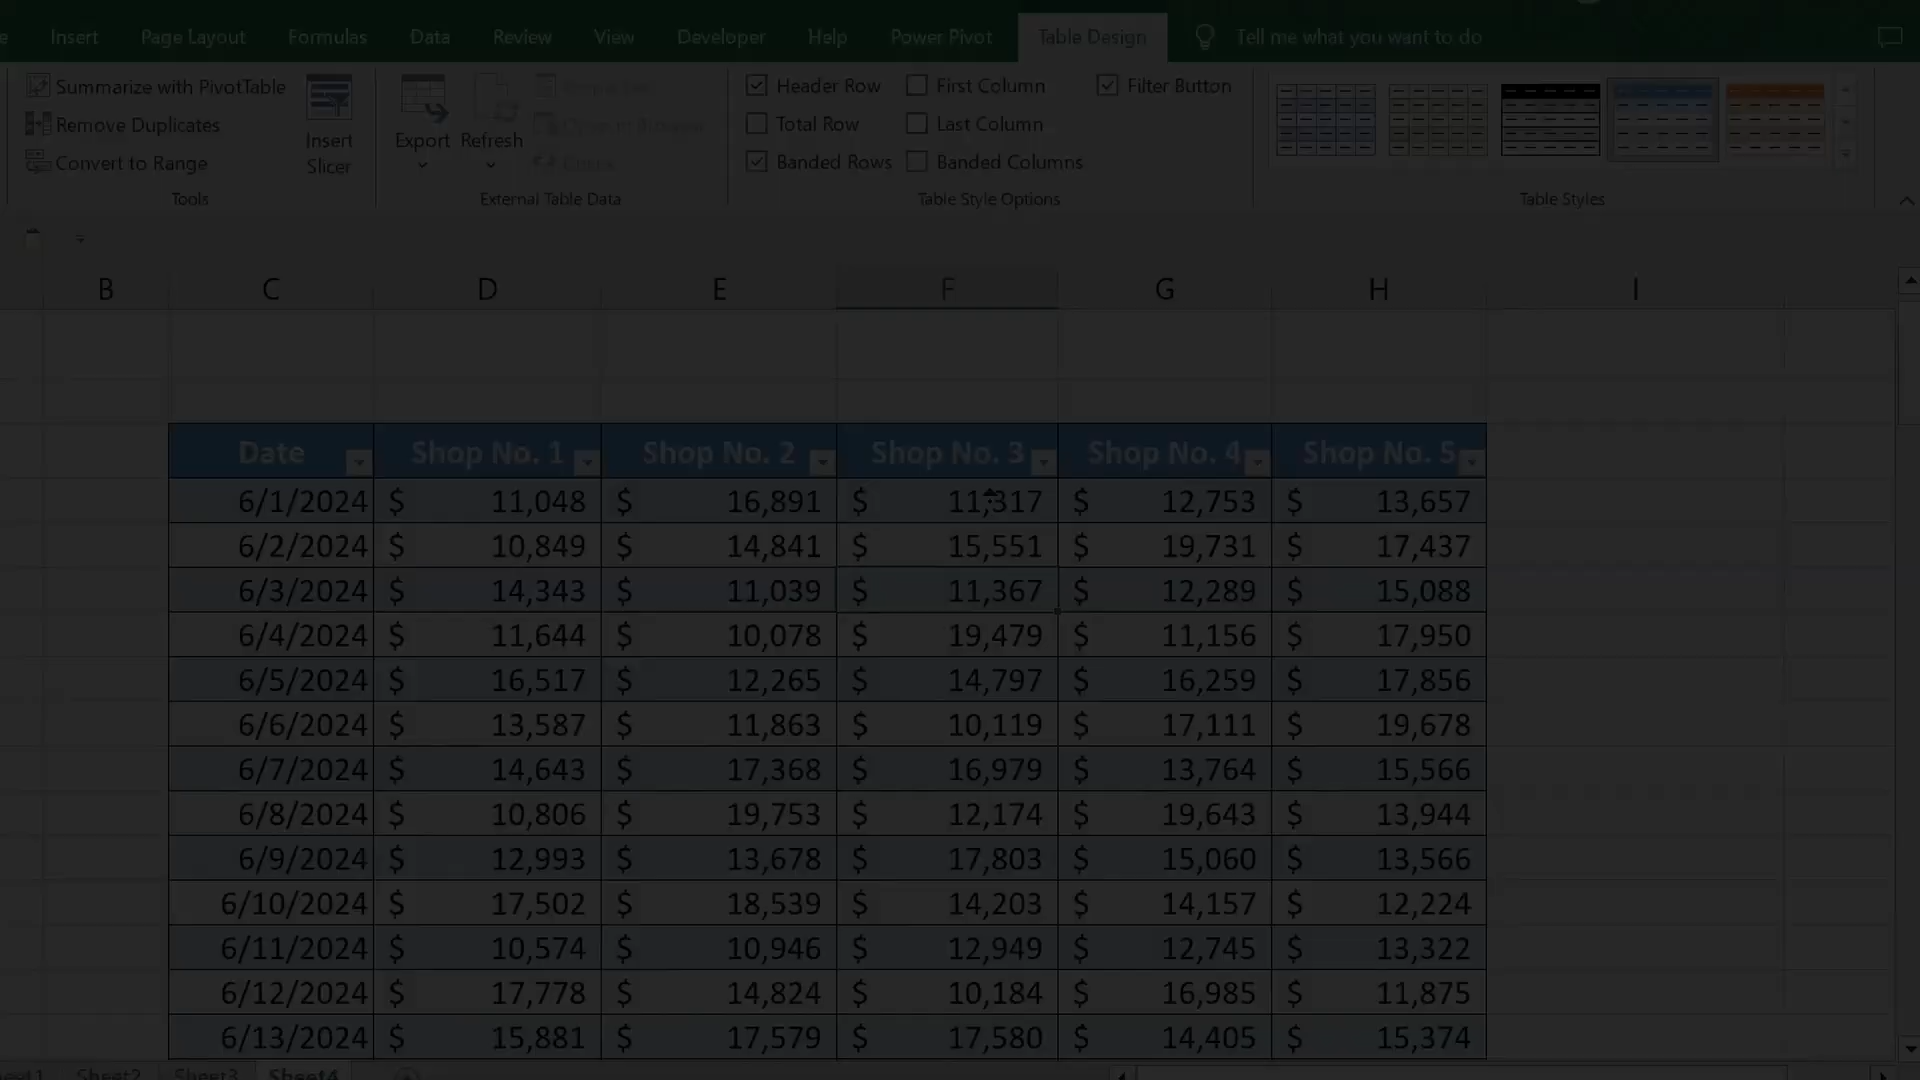 Insert Page Layout Formulas Data Review View Developer Help Power Pivot Table Design Tell me what you want to do
Summarize with PivotTable
Remove Duplicates
Convert to Range
Insert
Slicer
Tools
Export Refresh
External Table Data
Header Row First Column Filter Button
Total Row Last Column
Banded Rows Banded Columns
Table Style Options
Table Styles
B C D E F G H I
Date Shop No. 1 Shop No. 2 Shop No. 3 Shop No. 4 Shop No. 5
6/1/2024 $ 11,048 $ 16,891 $ 11,317 $ 12,753 $ 13,657
6/2/2024 $ 10,849 $ 14,841 $ 15,551 $ 19,731 $ 17,437
6/3/2024 $ 14,343 $ 11,039 $ 11,367 $ 12,289 $ 15,088
6/4/2024 $ 11,644 $ 10,078 $ 19,479 $ 11,156 $ 17,950
6/5/2024 $ 16,517 $ 12,265 $ 14,797 $ 16,259 $ 17,856
6/6/2024 $ 13,587 $ 11,863 $ 10,119 $ 17,111 $ 19,678
6/7/2024 $ 14,643 $ 17,368 $ 16,979 $ 13,764 $ 15,566
6/8/2024 $ 10,806 $ 19,753 $ 12,174 $ 19,643 $ 13,944
6/9/2024 $ 12,993 $ 13,678 $ 17,803 $ 15,060 $ 13,566
6/10/2024 $ 17,502 $ 18,539 $ 14,203 $ 14,157 $ 12,224
6/11/2024 $ 10,574 $ 10,946 $ 12,949 $ 12,745 $ 13,322
6/12/2024 $ 17,778 $ 14,824 $ 10,184 $ 16,985 $ 11,875
6/13/2024 $ 15,881 $ 17,579 $ 17,580 $ 14,405 $ 15,374
Sheet2 Sheet3 Sheet4